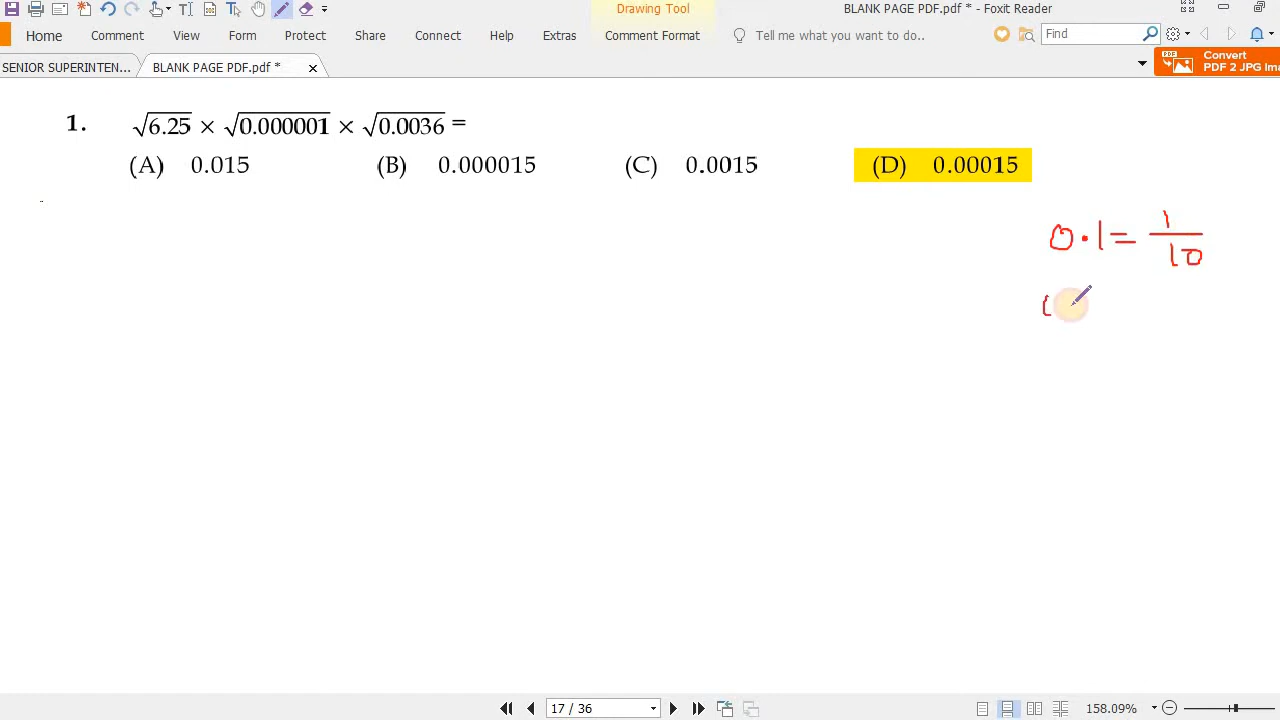 Drawing Tool
BLANK PAGE PDF.pdf * - Foxit Reader
Home Comment View Form Protect Share Connect Help Extras Comment Format Tell me what you want to do.. Find
SENIOR SUPERINTEN... BLANK PAGE PDF.pdf * x
Convert
PDF 2 JPG Ima
1. √6.25 × √0.000001 × √0.0036 =
(A) 0.015 (B) 0.000015 (C) 0.0015 (D) 0.00015
0.1 = 1/10
17 / 36 158.09%